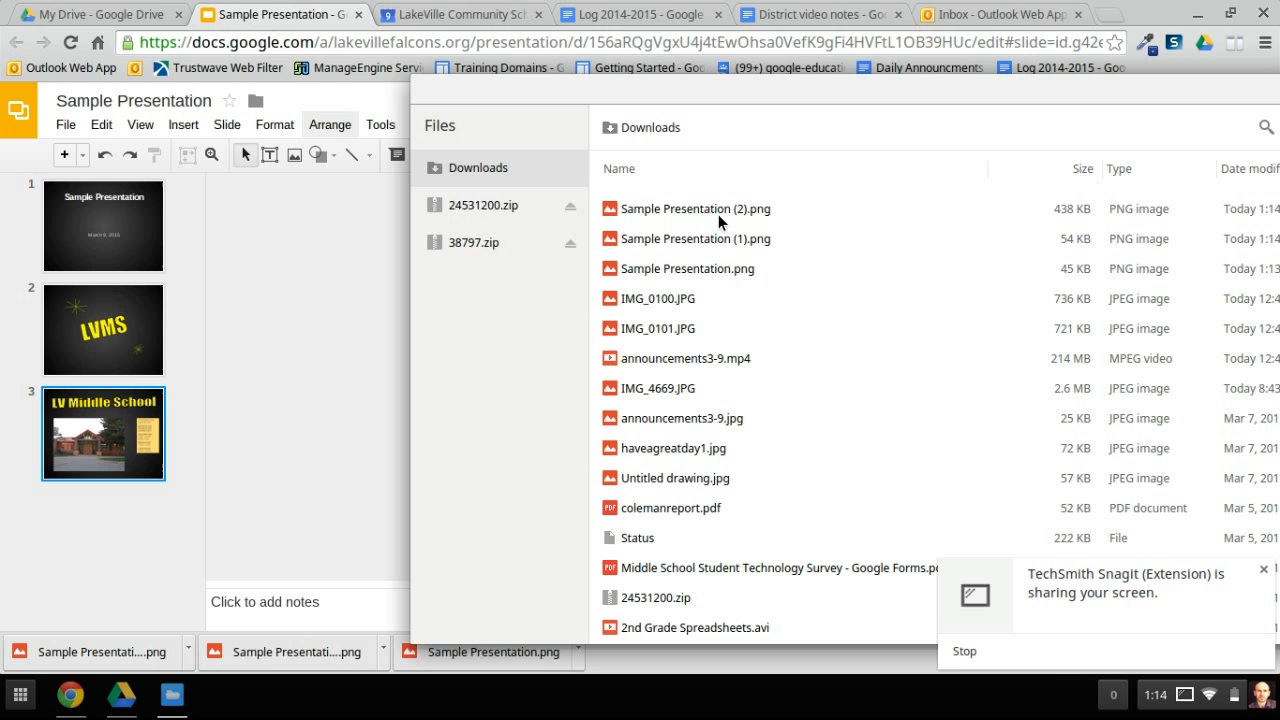 My Drive - Google Drive
Sample Presentation - G
LakeVille Community Sch
Log 2014-2015 - Google
District video notes - Goo
Inbox - Outlook Web App
https://docs.google.com/a/lakevillefalcons.org/presentation/d/156aRQgVgxU4j4tEwOhsa0VefK9gFi4HVFtL1OB39HUc/edit#slide=id.g42e
Outlook Web App
Trustwave Web Filter
ManageEngine Servi
Training Domains - G
Getting Started - Goo
(99+) google-educati
Daily Announcments
Log 2014-2015 - Goo
Sample Presentation
File Edit View Insert Slide Format Arrange Tools
Files
Downloads
24531200.zip
38797.zip
Downloads
Name Size Type Date modif
Sample Presentation (2).png 438 KB PNG image Today 1:14
Sample Presentation (1).png 54 KB PNG image Today 1:14
Sample Presentation.png 45 KB PNG image Today 1:13
IMG_0100.JPG 736 KB JPEG image Today 12:4
IMG_0101.JPG 721 KB JPEG image Today 12:4
announcements3-9.mp4 214 MB MPEG video Today 12:4
IMG_4669.JPG 2.6 MB JPEG image Today 8:43
announcements3-9.jpg 25 KB JPEG image Mar 7, 201
haveagreatday1.jpg 72 KB JPEG image Mar 7, 201
Untitled drawing.jpg 57 KB JPEG image Mar 7, 201
colemanreport.pdf 52 KB PDF document Mar 5, 201
Status 222 KB File Mar 5, 201
Middle School Student Technology Survey - Google Forms.pd
24531200.zip
2nd Grade Spreadsheets.avi
1
Sample Presentation
2
LVMS
3
LV Middle School
Click to add notes
TechSmith Snagit (Extension) is
sharing your screen.
Stop
Sample Presentati....png
Sample Presentati....png
Sample Presentation.png
0
1:14